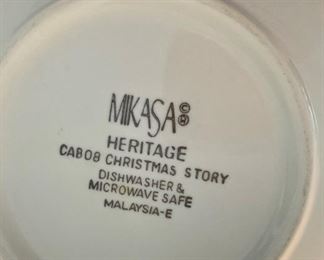 MIKASA©®
HERITAGE
CAB08 CHRISTMAS STORY
DISHWASHER &
MICROWAVE SAFE
MALAYSIA-E